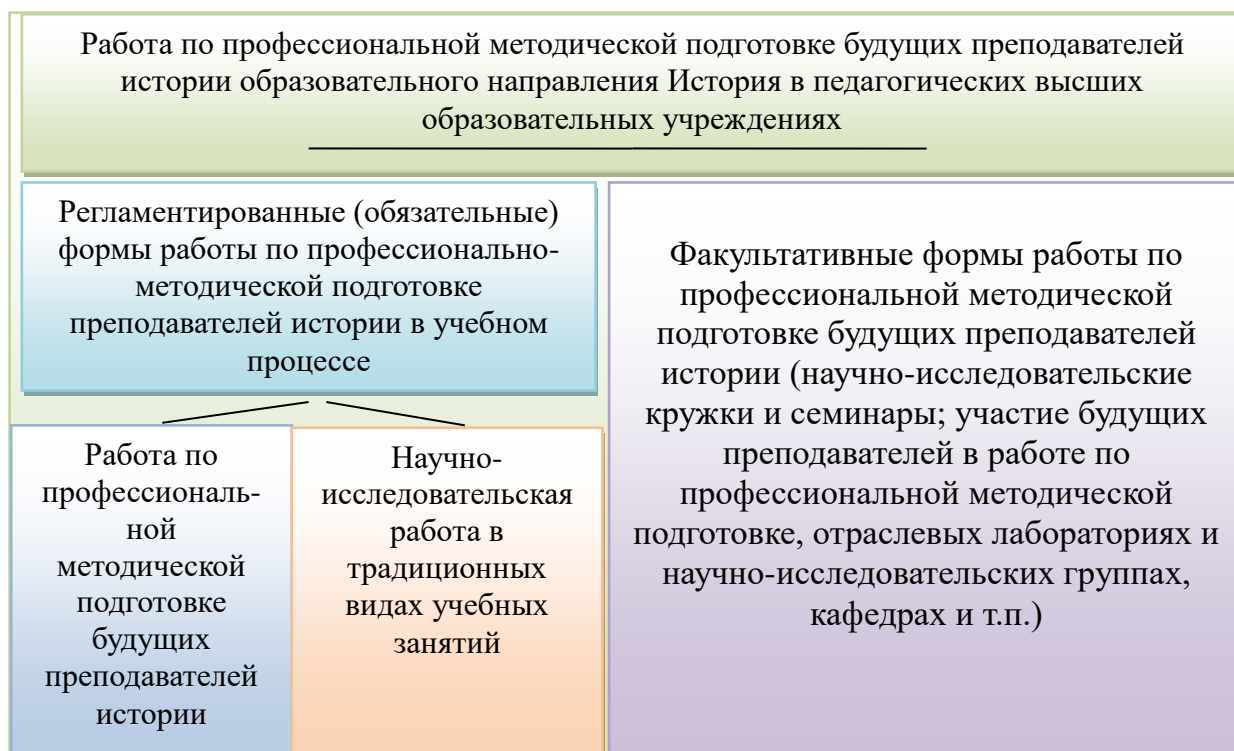 Работа по профессиональной методической подготовке будущих преподавателей
истории образовательного направления История в педагогических высших
образовательных учреждениях
Регламентированные (обязательные)
формы работы по профессионально-
методической подготовке
преподавателей истории в учебном
процессе
Работа по
профессиональ-
ной
методической
подготовке
будущих
преподавателей
истории
Научно-
исследовательская
работа в
традиционных
видах учебных
занятий
Факультативные формы работы по
профессиональной методической
подготовке будущих преподавателей
истории (научно-исследовательские
кружки и семинары; участие будущих
преподавателей в работе по
профессиональной методической
подготовке, отраслевых лабораториях и
научно-исследовательских группах,
кафедрах и т.п.)